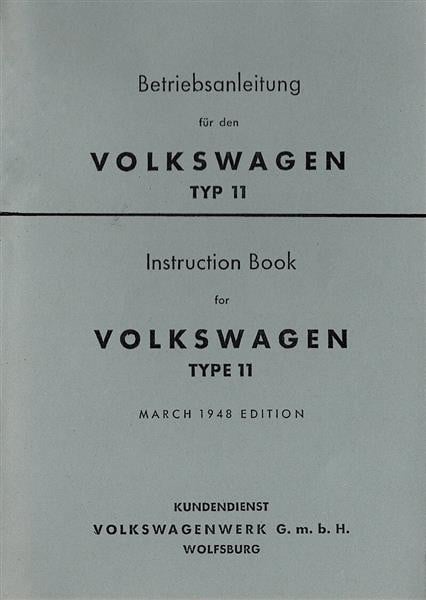 Betriebsanleitung
für den
VOLKSWAGEN
TYP 11
Instruction Book
for
VOLKSWAGEN
TYPE 11
MARCH 1948 EDITION
KUNDENDIENST
VOLKSWAGENWERK G. m. b. H.
WOLFSBURG